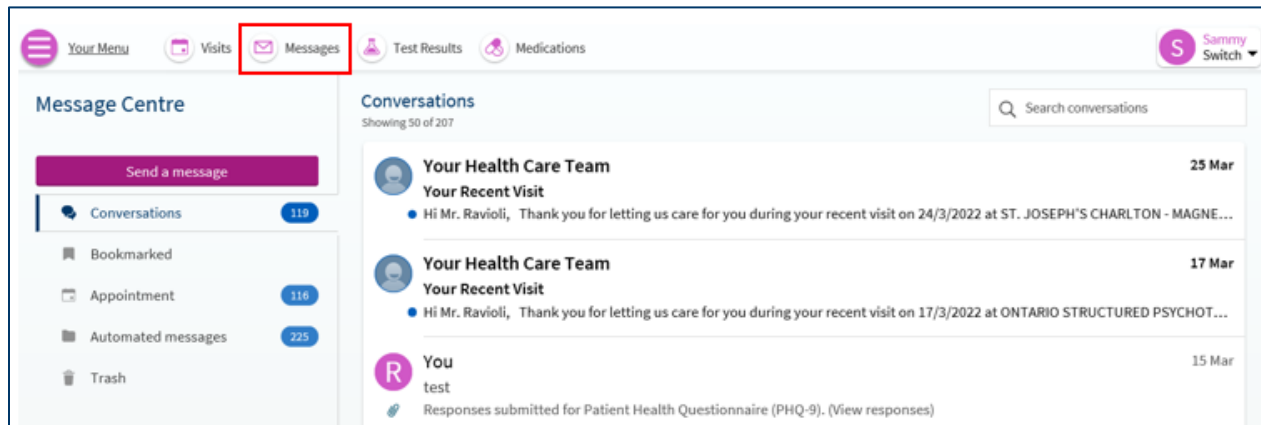 Your Menu Visits Messages Test Results Medications S Sammy
Switch
Message Centre
Send a message
Conversations 119
Bookmarked
Appointment 116
Automated messages 225
Trash
Conversations
Showing 50 of 207
Search conversations
Your Health Care Team 25 Mar
Your Recent Visit
Hi Mr. Ravioli, Thank you for letting us care for you during your recent visit on 24/3/2022 at ST. JOSEPH'S CHARLTON - MAGNE...
Your Health Care Team 17 Mar
Your Recent Visit
Hi Mr. Ravioli, Thank you for letting us care for you during your recent visit on 17/3/2022 at ONTARIO STRUCTURED PSYCHOT...
R You 15 Mar
test
Responses submitted for Patient Health Questionnaire (PHQ-9). (View responses)